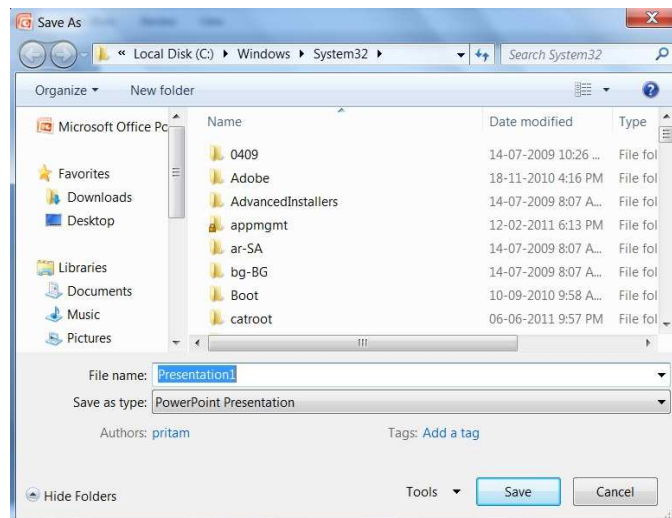 Save As
« Local Disk (C:) ▸ Windows ▸ System32 ▸ Search System32
Organize New folder
Microsoft Office Pc
Favorites
Downloads
Desktop
Libraries
Documents
Music
Pictures
Name Date modified Type
0409 14-07-2009 10:26 ... File fol
Adobe 18-11-2010 4:16 PM File fol
AdvancedInstallers 14-07-2009 8:07 A... File fol
appmgmt 12-02-2011 6:13 PM File fol
ar-SA 14-07-2009 8:07 A... File fol
bg-BG 14-07-2009 8:07 A... File fol
Boot 10-09-2010 9:58 A... File fol
catroot 06-06-2011 9:57 PM File fol
File name: Presentation1
Save as type: PowerPoint Presentation
Authors: pritam Tags: Add a tag
Hide Folders Tools Save Cancel